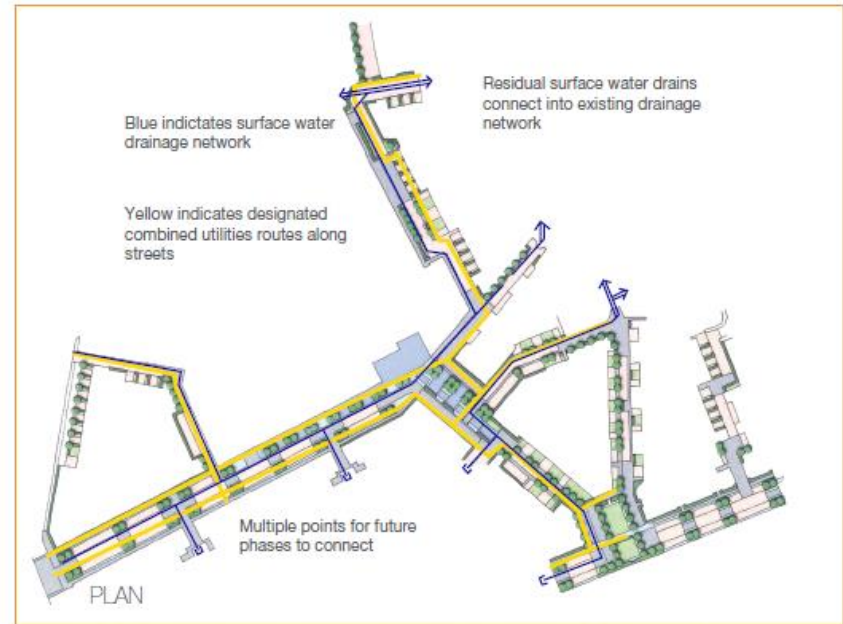 Blue indictates surface water
drainage network
Residual surface water drains
connect into existing drainage
network
Yellow indicates designated
combined utilities routes along
streets
Multiple points for future
phases to connect
PLAN